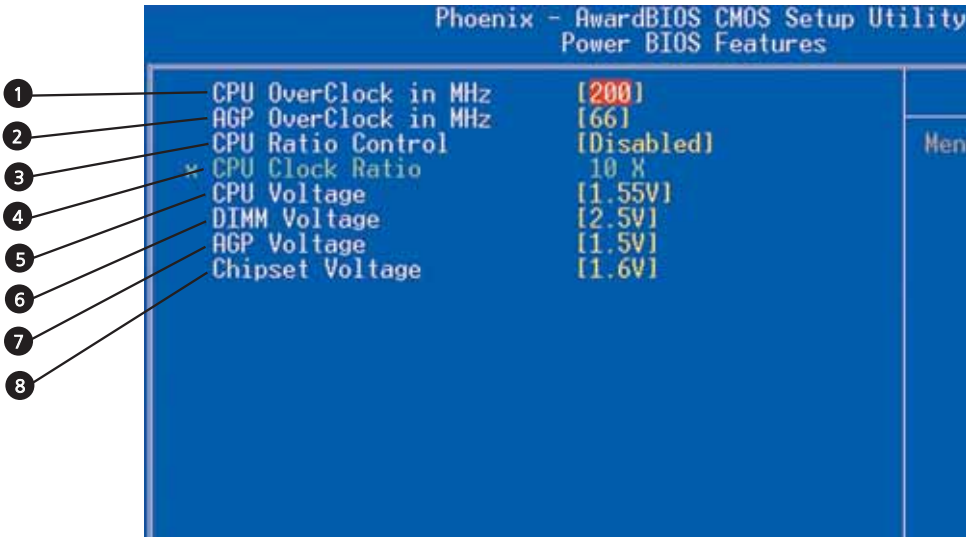 Phoenix - AwardBIOS CMOS Setup Utility
Power BIOS Features
1 CPU OverClock in MHz [200]
2 AGP OverClock in MHz [66]
3 CPU Ratio Control [Disabled]
4 x CPU Clock Ratio 10 X
5 CPU Voltage [1.55V]
6 DIMM Voltage [2.5V]
7 AGP Voltage [1.5V]
8 Chipset Voltage [1.6V]
Men